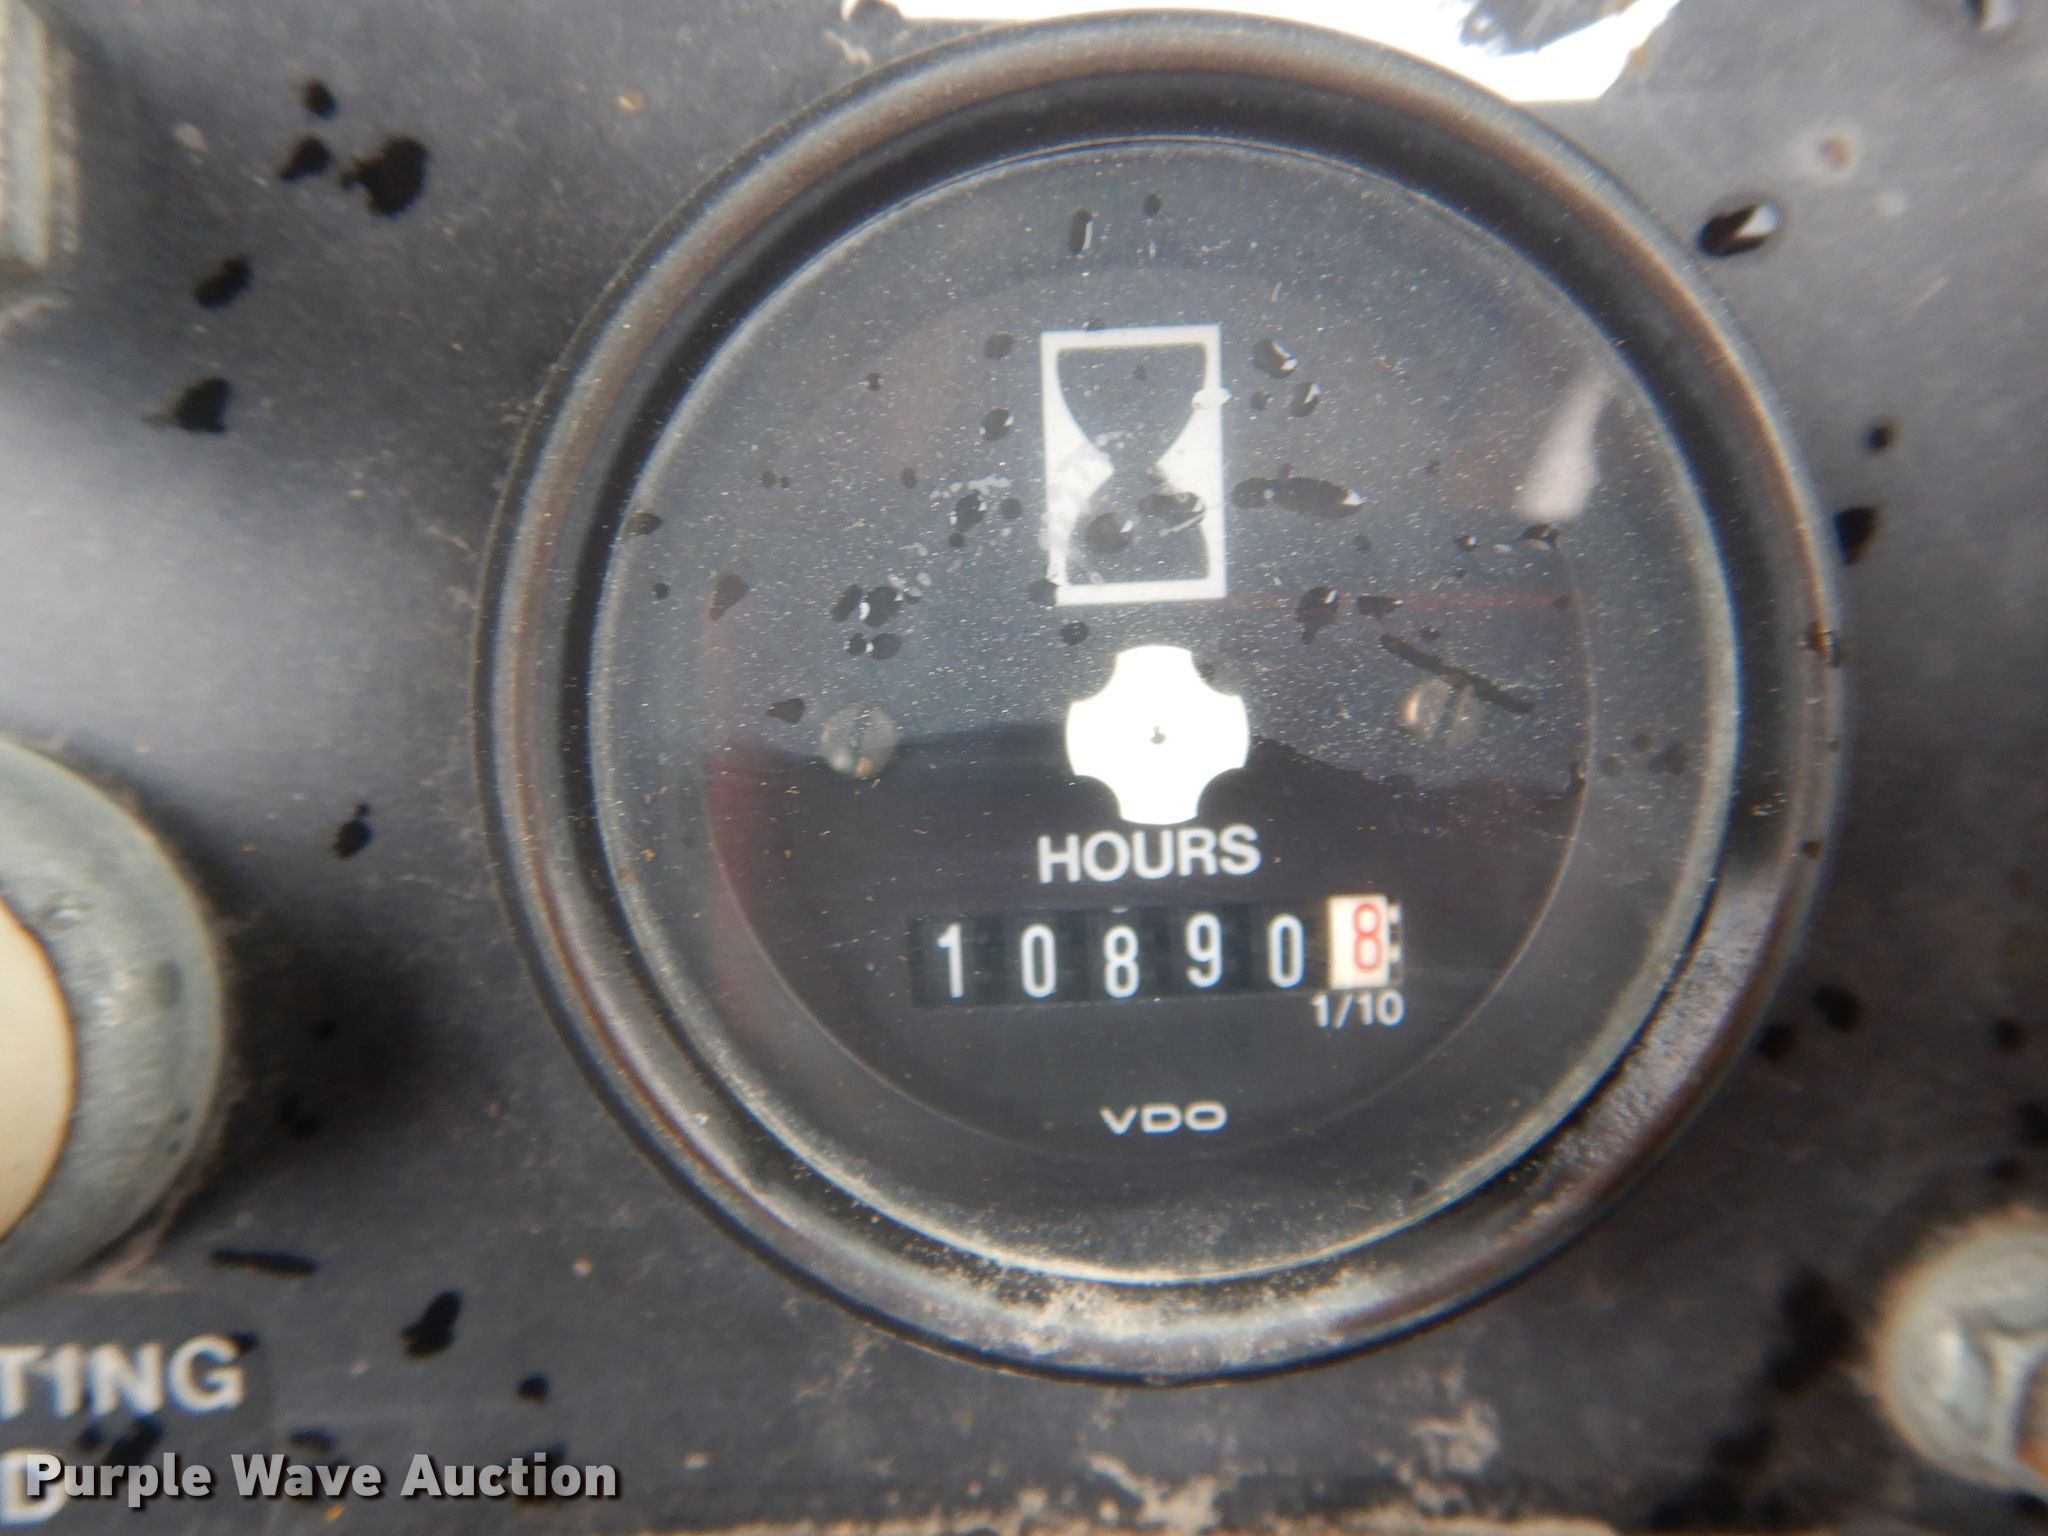 HOURS
108908
1/10
VDO
TING
D
Purple Wave Auction